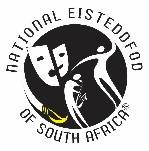 NATIONAL EISTEDDFOD
OF SOUTH AFRICA